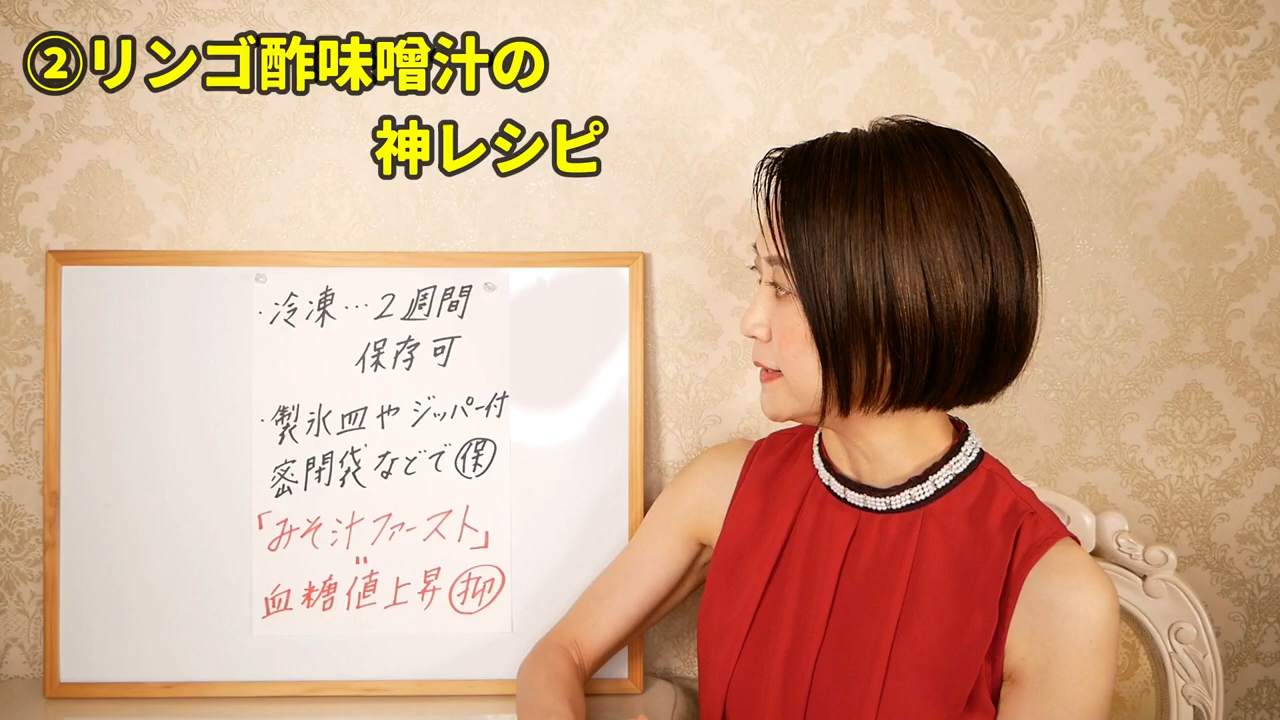 ②リンゴ酢味噌汁の
神レシピ
・冷凍…2週間
保存可
・製氷皿やジッパー付
密閉袋などで㋭
「みそ汁ファースト」
〃
血糖値上昇抑